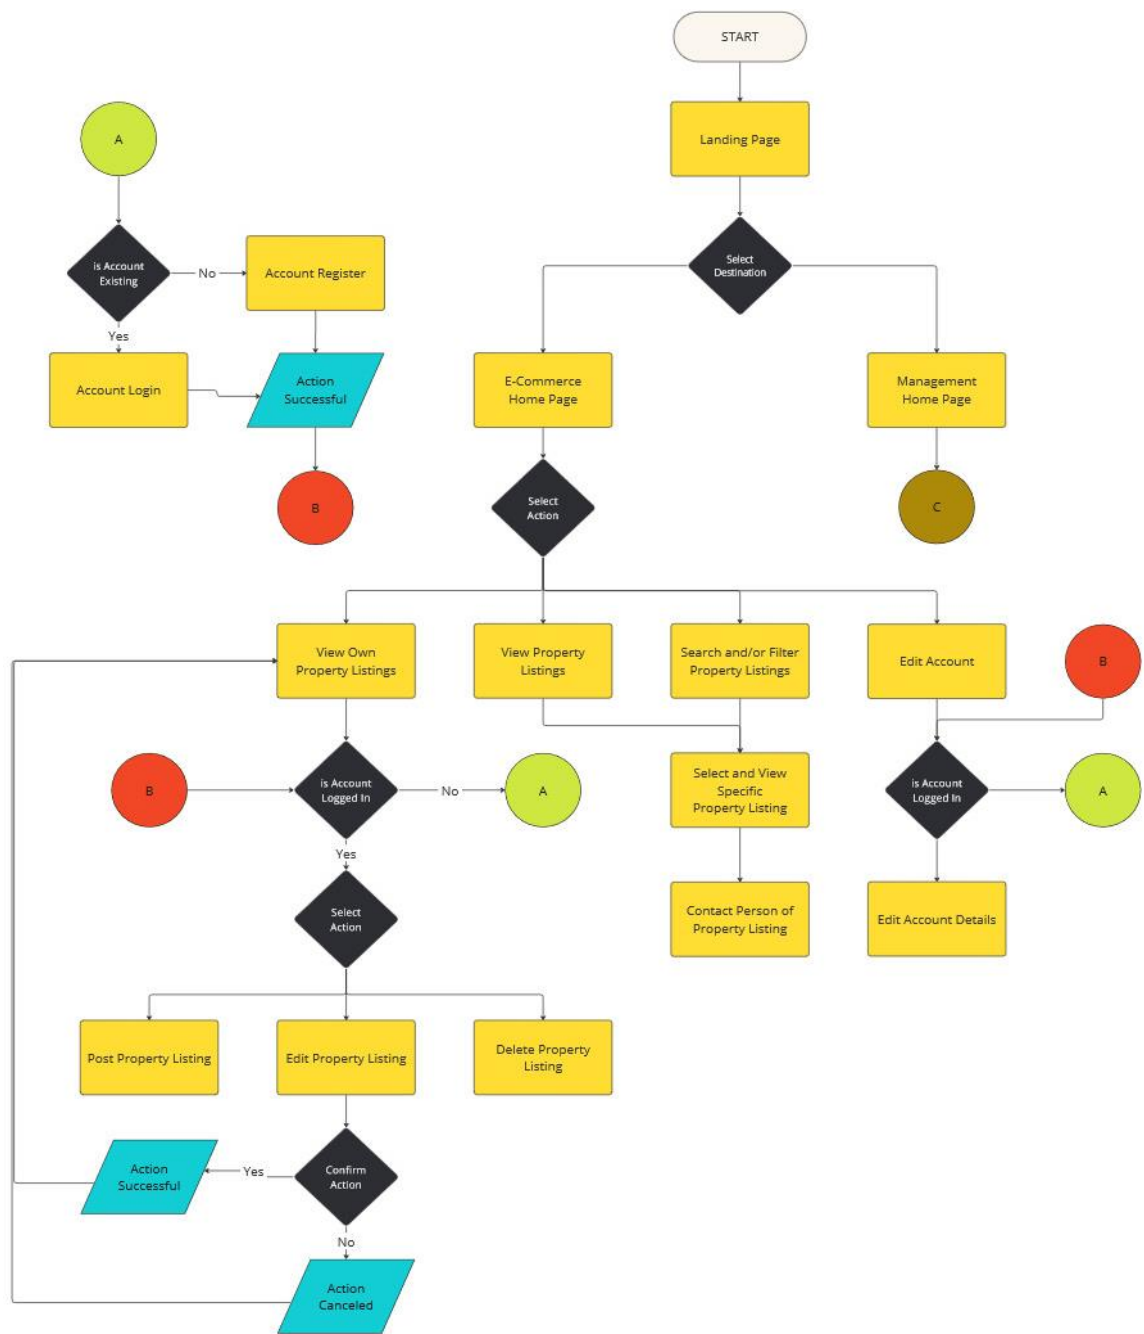 START
Landing Page
Select
Destination
A
is Account
Existing
No
Account Register
Yes
Account Login
Action
Successful
B
E-Commerce
Home Page
Management
Home Page
Select
Action
C
View Own
Property Listings
View Property
Listings
Search and/or Filter
Property Listings
Edit Account
B
B
is Account
Logged In
No
A
Select and View
Specific
Property Listing
is Account
Logged In
A
Yes
Select
Action
Contact Person of
Property Listing
Edit Account Details
Post Property Listing
Edit Property Listing
Delete Property
Listing
Action
Successful
Yes
Confirm
Action
No
Action
Canceled